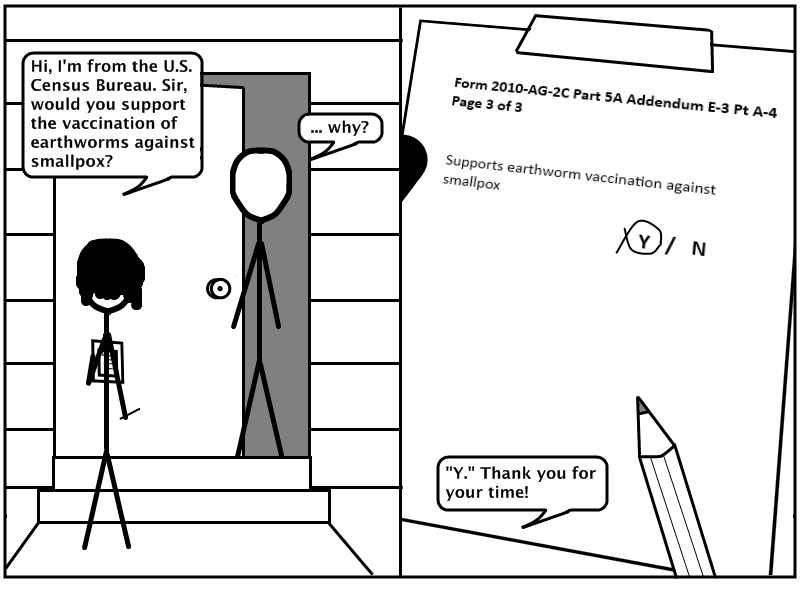 Hi, I'm from the U.S.
Census Bureau. Sir,
would you support
the vaccination of
earthworms against
smallpox?
... why?
Form 2010-AG-2C Part 5A Addendum E-3 Pt A-4
Page 3 of 3
Supports earthworm vaccination against
smallpox
Y / N
"Y." Thank you for
your time!